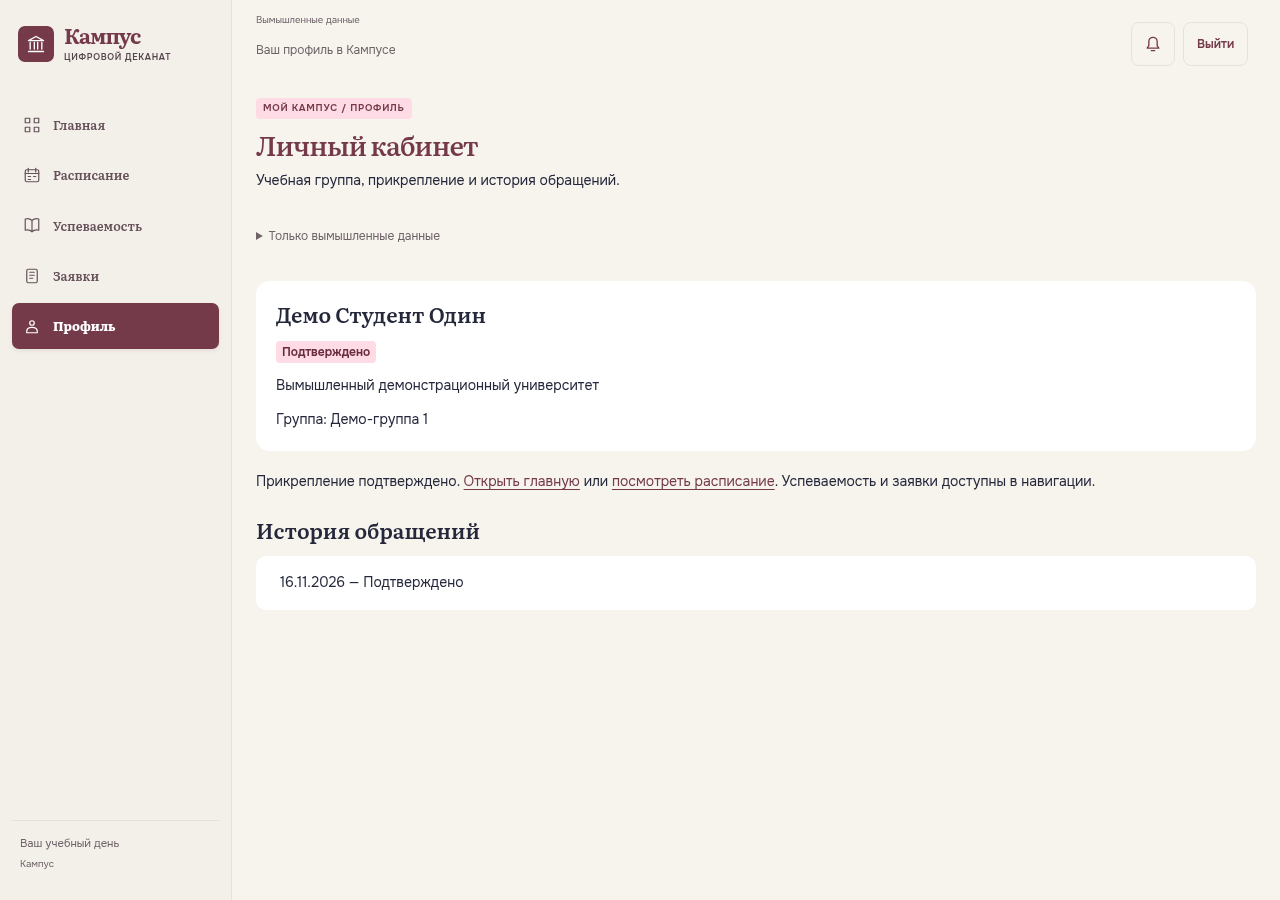 Кампус
ЦИФРОВОЙ ДЕКАНАТ
Главная
Расписание
Успеваемость
Заявки
Профиль
Ваш учебный день
Кампус
Вымышленные данные
Ваш профиль в Кампусе
Выйти
МОЙ КАМПУС / ПРОФИЛЬ
Личный кабинет
Учебная группа, прикрепление и история обращений.
Только вымышленные данные
Демо Студент Один
Подтверждено
Вымышленный демонстрационный университет
Группа: Демо-группа 1
Прикрепление подтверждено. Открыть главную или посмотреть расписание. Успеваемость и заявки доступны в навигации.
История обращений
16.11.2026 — Подтверждено